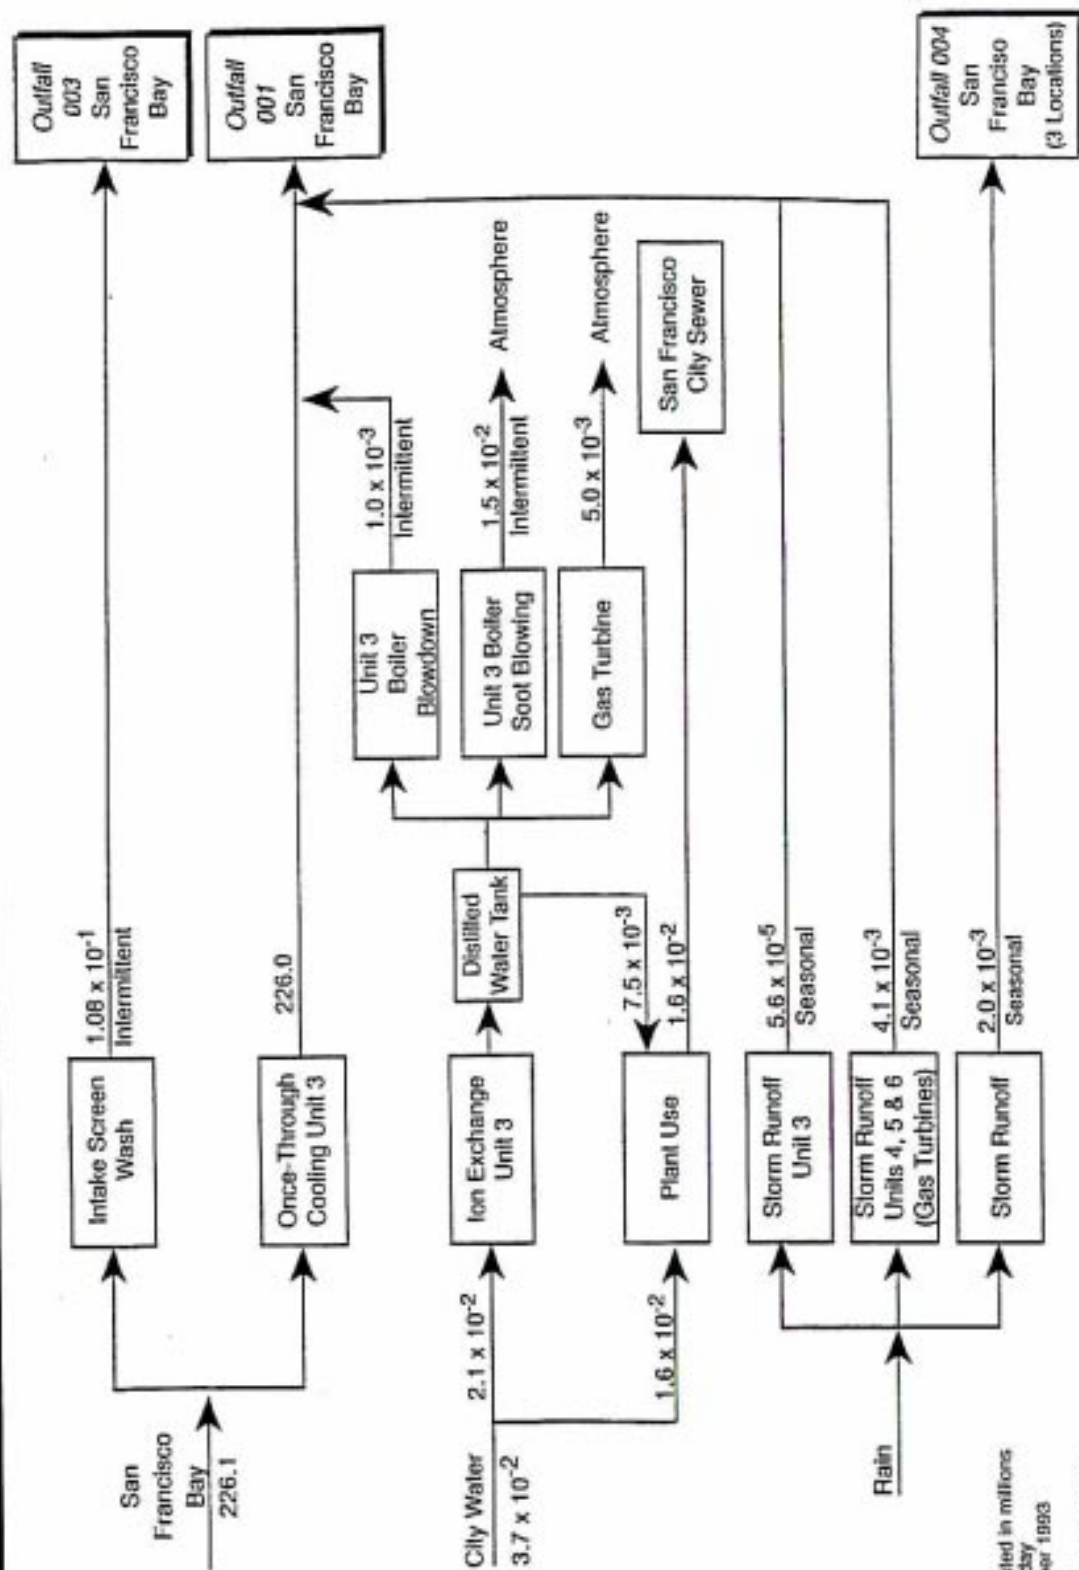 San
Francisco
Bay
226.1
Intake Screen
Wash
1.08 x 10⁻¹
Intermittent
Outfall
003
San
Francisco
Bay
Once-Through
Cooling Unit 3
226.0
Outfall
001
San
Francisco
Bay
City Water
3.7 x 10⁻²
2.1 x 10⁻²
Ion Exchange
Unit 3
Distilled
Water Tank
Unit 3
Boiler
Blowdown
1.0 x 10⁻³
Intermittent
Unit 3 Boiler
Soot Blowing
1.5 x 10⁻²
Intermittent
Atmosphere
Gas Turbine
5.0 x 10⁻³
Atmosphere
1.6 x 10⁻²
Plant Use
7.5 x 10⁻³
1.6 x 10⁻²
San Francisco
City Sewer
Rain
Storm Runoff
Unit 3
5.6 x 10⁻⁵
Seasonal
Storm Runoff
Units 4, 5 & 6
(Gas Turbines)
4.1 x 10⁻³
Seasonal
Storm Runoff
2.0 x 10⁻³
Seasonal
Outfall 004
San
Franciso
Bay
(3 Locations)
in millions
day
1993